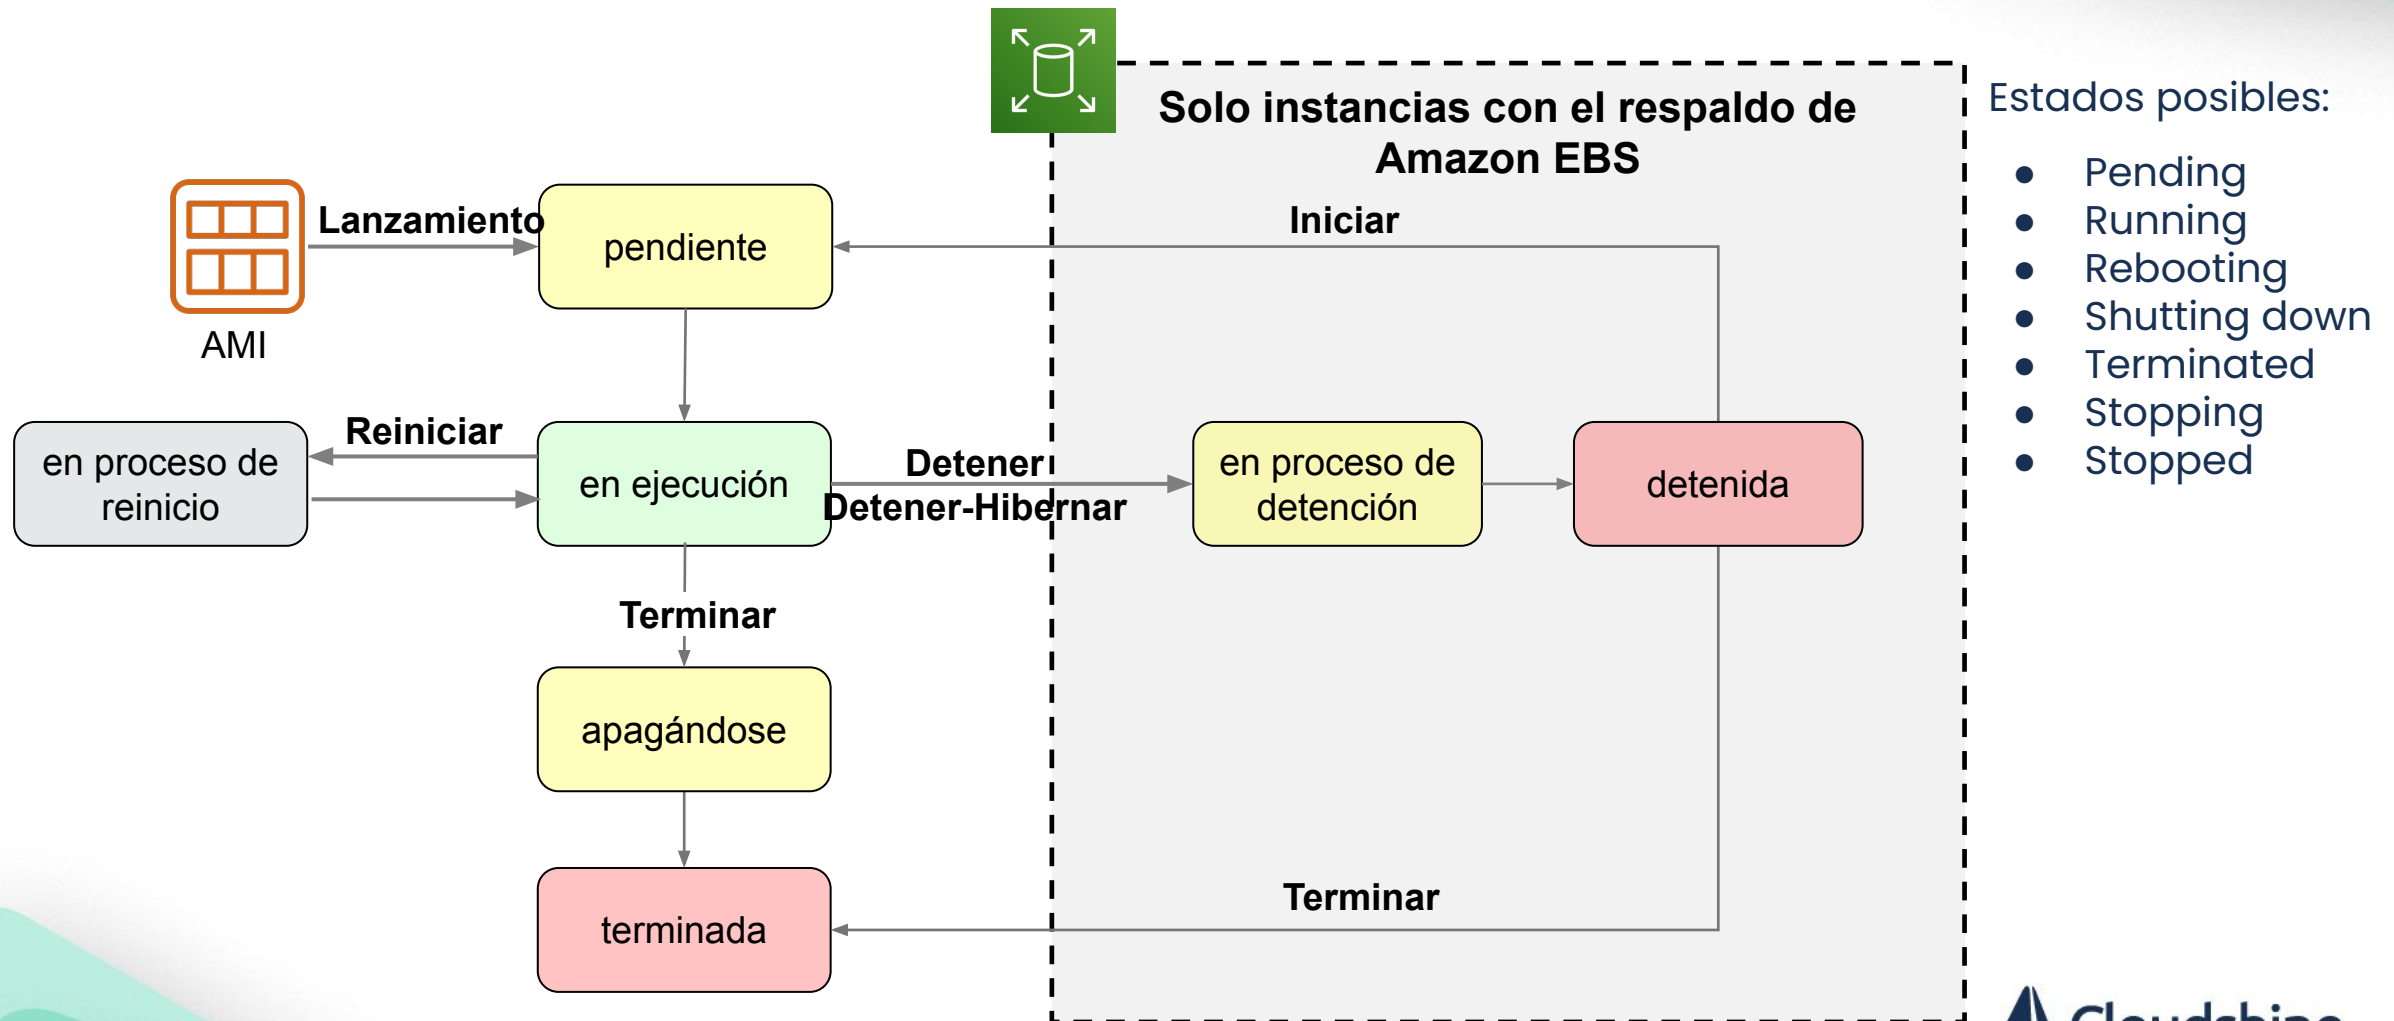 Solo instancias con el respaldo de
Amazon EBS
Estados posibles:
● Pending
● Running
● Rebooting
● Shutting down
● Terminated
● Stopping
● Stopped
Lanzamiento
pendiente
Iniciar
AMI
Reiniciar
en proceso de
reinicio
en ejecución
Detener
Detener-Hibernar
en proceso de
detención
detenida
Terminar
apagándose
Terminar
terminada
Cloudshine